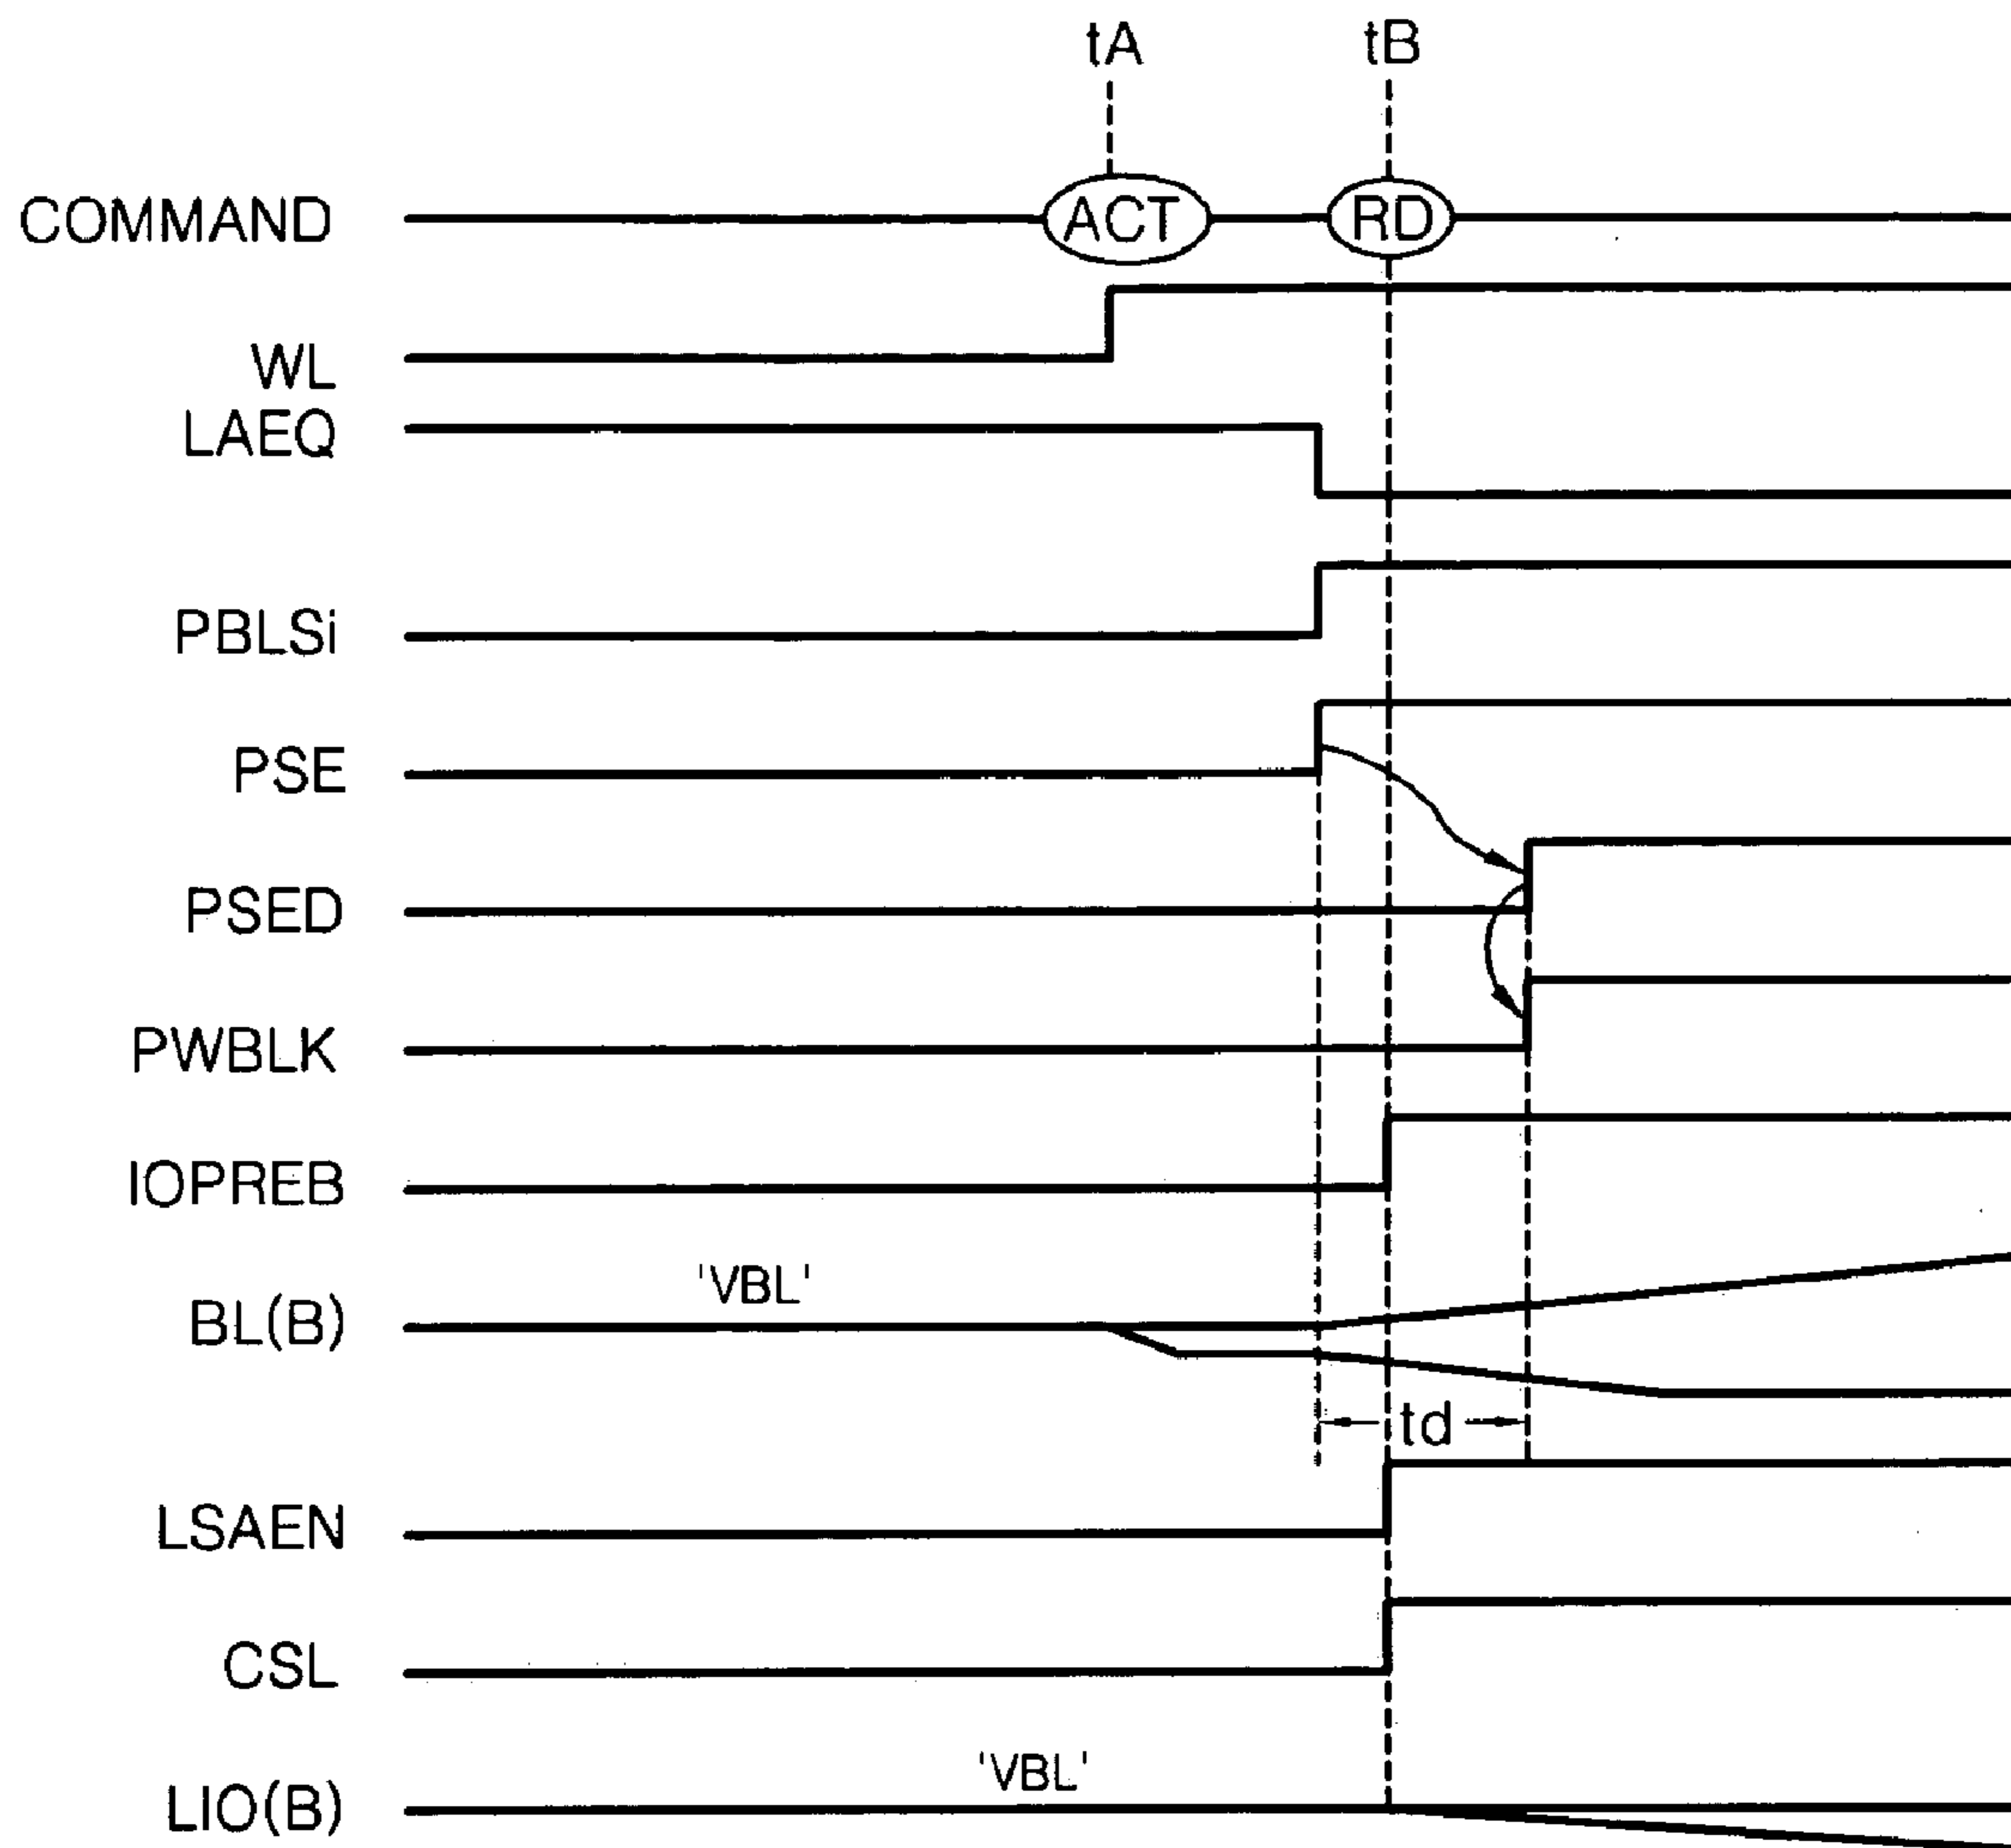 tA tB
COMMAND ACT RD
WL
LAEQ
PBLSi
PSE
PSED
PWBLK
IOPREB
'VBL'
BL(B)
td
LSAEN
CSL
'VBL'
LIO(B)